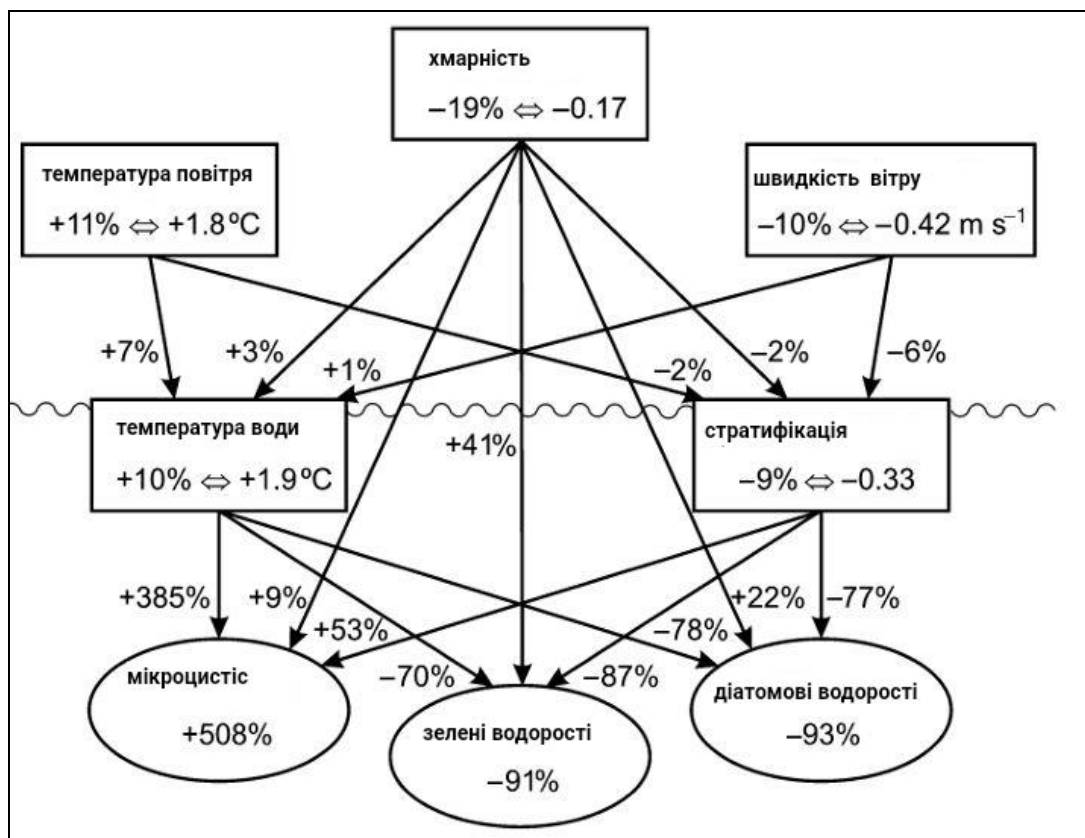 хмарність
–19% ⇔ –0.17
температура повітря
+11% ⇔ +1.8°C
швидкість вітру
–10% ⇔ –0.42 m s⁻¹
+7%
+3%
+1%
–2%
–2%
–6%
температура води
+10% ⇔ +1.9°C
+41%
стратифікація
–9% ⇔ –0.33
+385%
+9%
+53%
–70%
–87%
–78%
+22%
–77%
мікроцистіс
+508%
зелені водорості
–91%
діатомові водорості
–93%